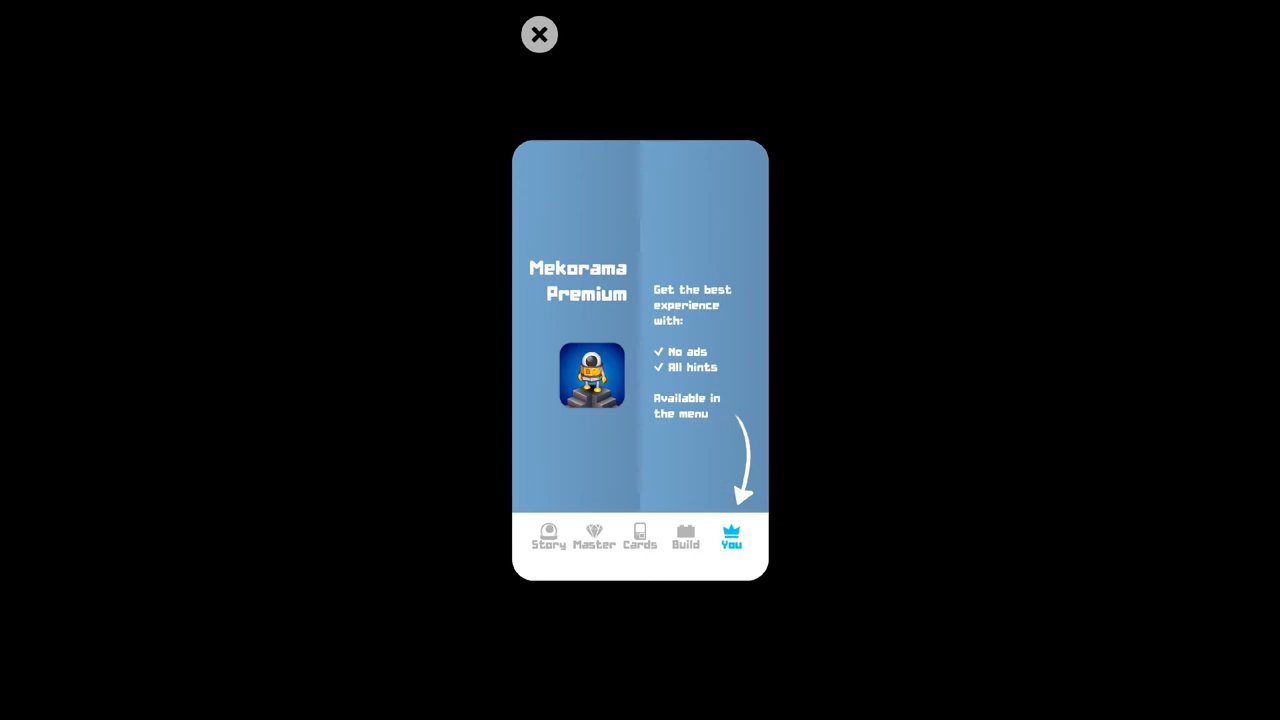 Mekorama
Premium
Get the best
experience
with:
✓ No ads
✓ All hints
Available in
the menu
Story Master Cards Build You